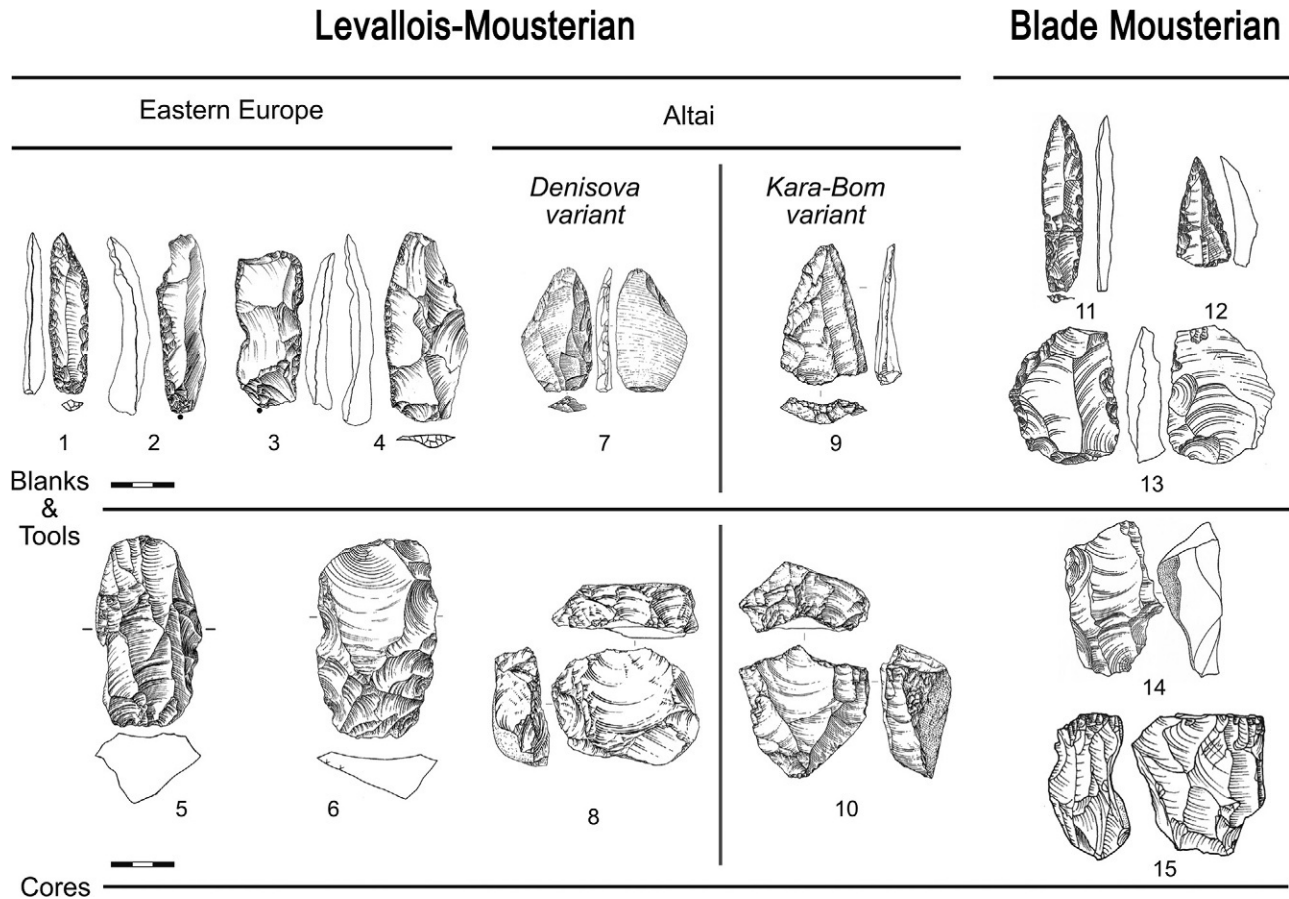 Levallois-Mousterian
Blade Mousterian
Eastern Europe
Altai
Denisova
variant
Kara-Bom
variant
1
2
3
4
7
9
11
12
13
Blanks
&
Tools
5
6
8
10
14
15
Cores